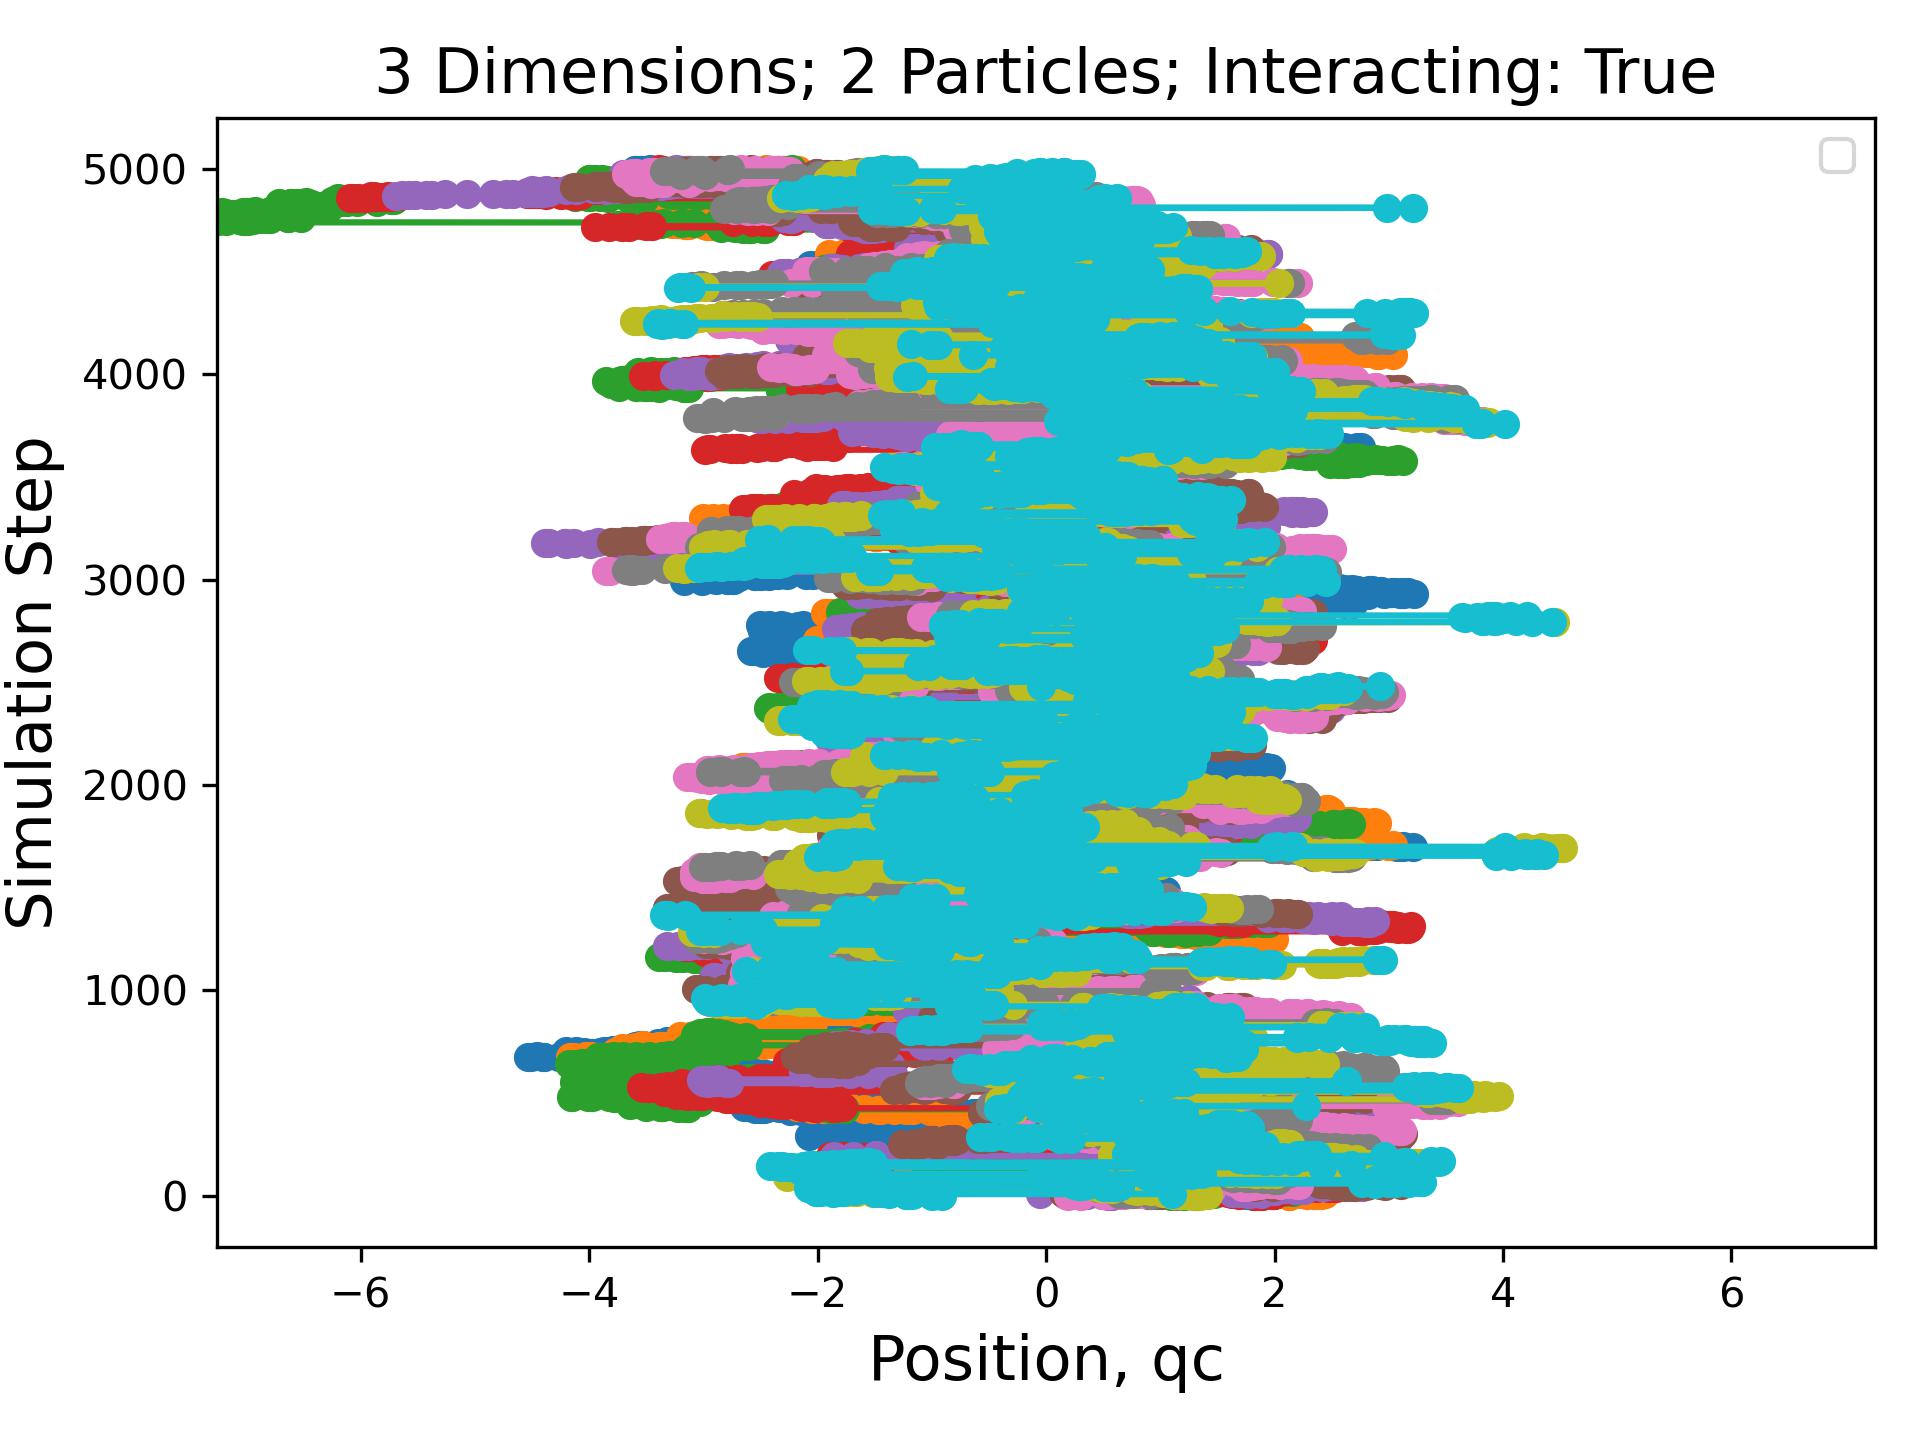 3 Dimensions; 2 Particles; Interacting: True
Simulation Step
5000
4000
3000
2000
1000
0
−6 −4 −2 0 2 4 6
Position, qc